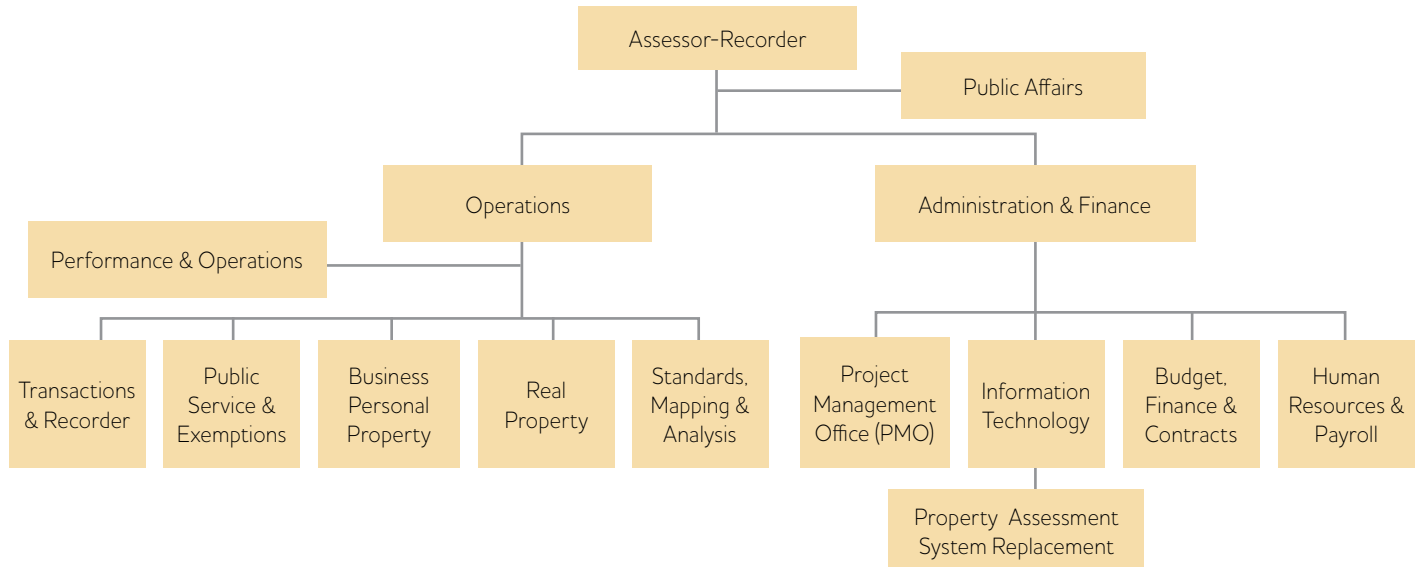 Assessor-Recorder
Public Affairs
Operations
Administration & Finance
Performance & Operations
Transactions
& Recorder
Public
Service &
Exemptions
Business
Personal
Property
Real
Property
Standards,
Mapping &
Analysis
Project
Management
Office (PMO)
Information
Technology
Budget,
Finance &
Contracts
Human
Resources &
Payroll
Property Assessment
System Replacement